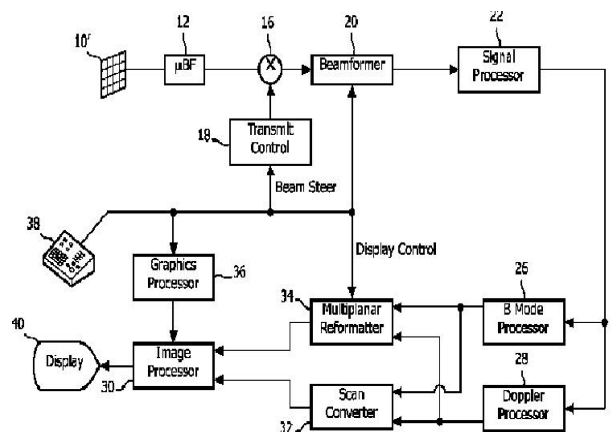 10'
12
μBF
16
X
20
Beamformer
22
Signal
Processor
18
Transmit
Control
Beam Steer
38
Display Control
Graphics
Processor
36
34
Multiplanar
Reformatter
26
B Mode
Processor
40
Display
Image
Processor
30
Scan
Converter
32
28
Doppler
Processor